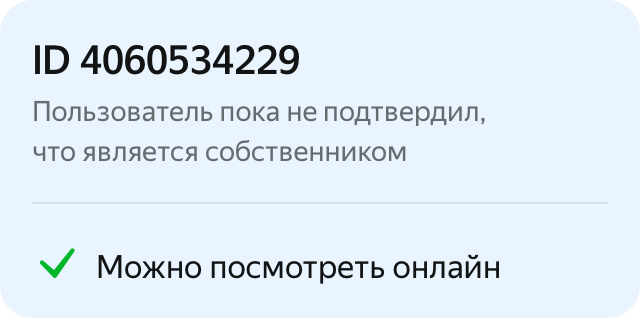 ID 4060534229
Пользователь пока не подтвердил,
что является собственником
Можно посмотреть онлайн